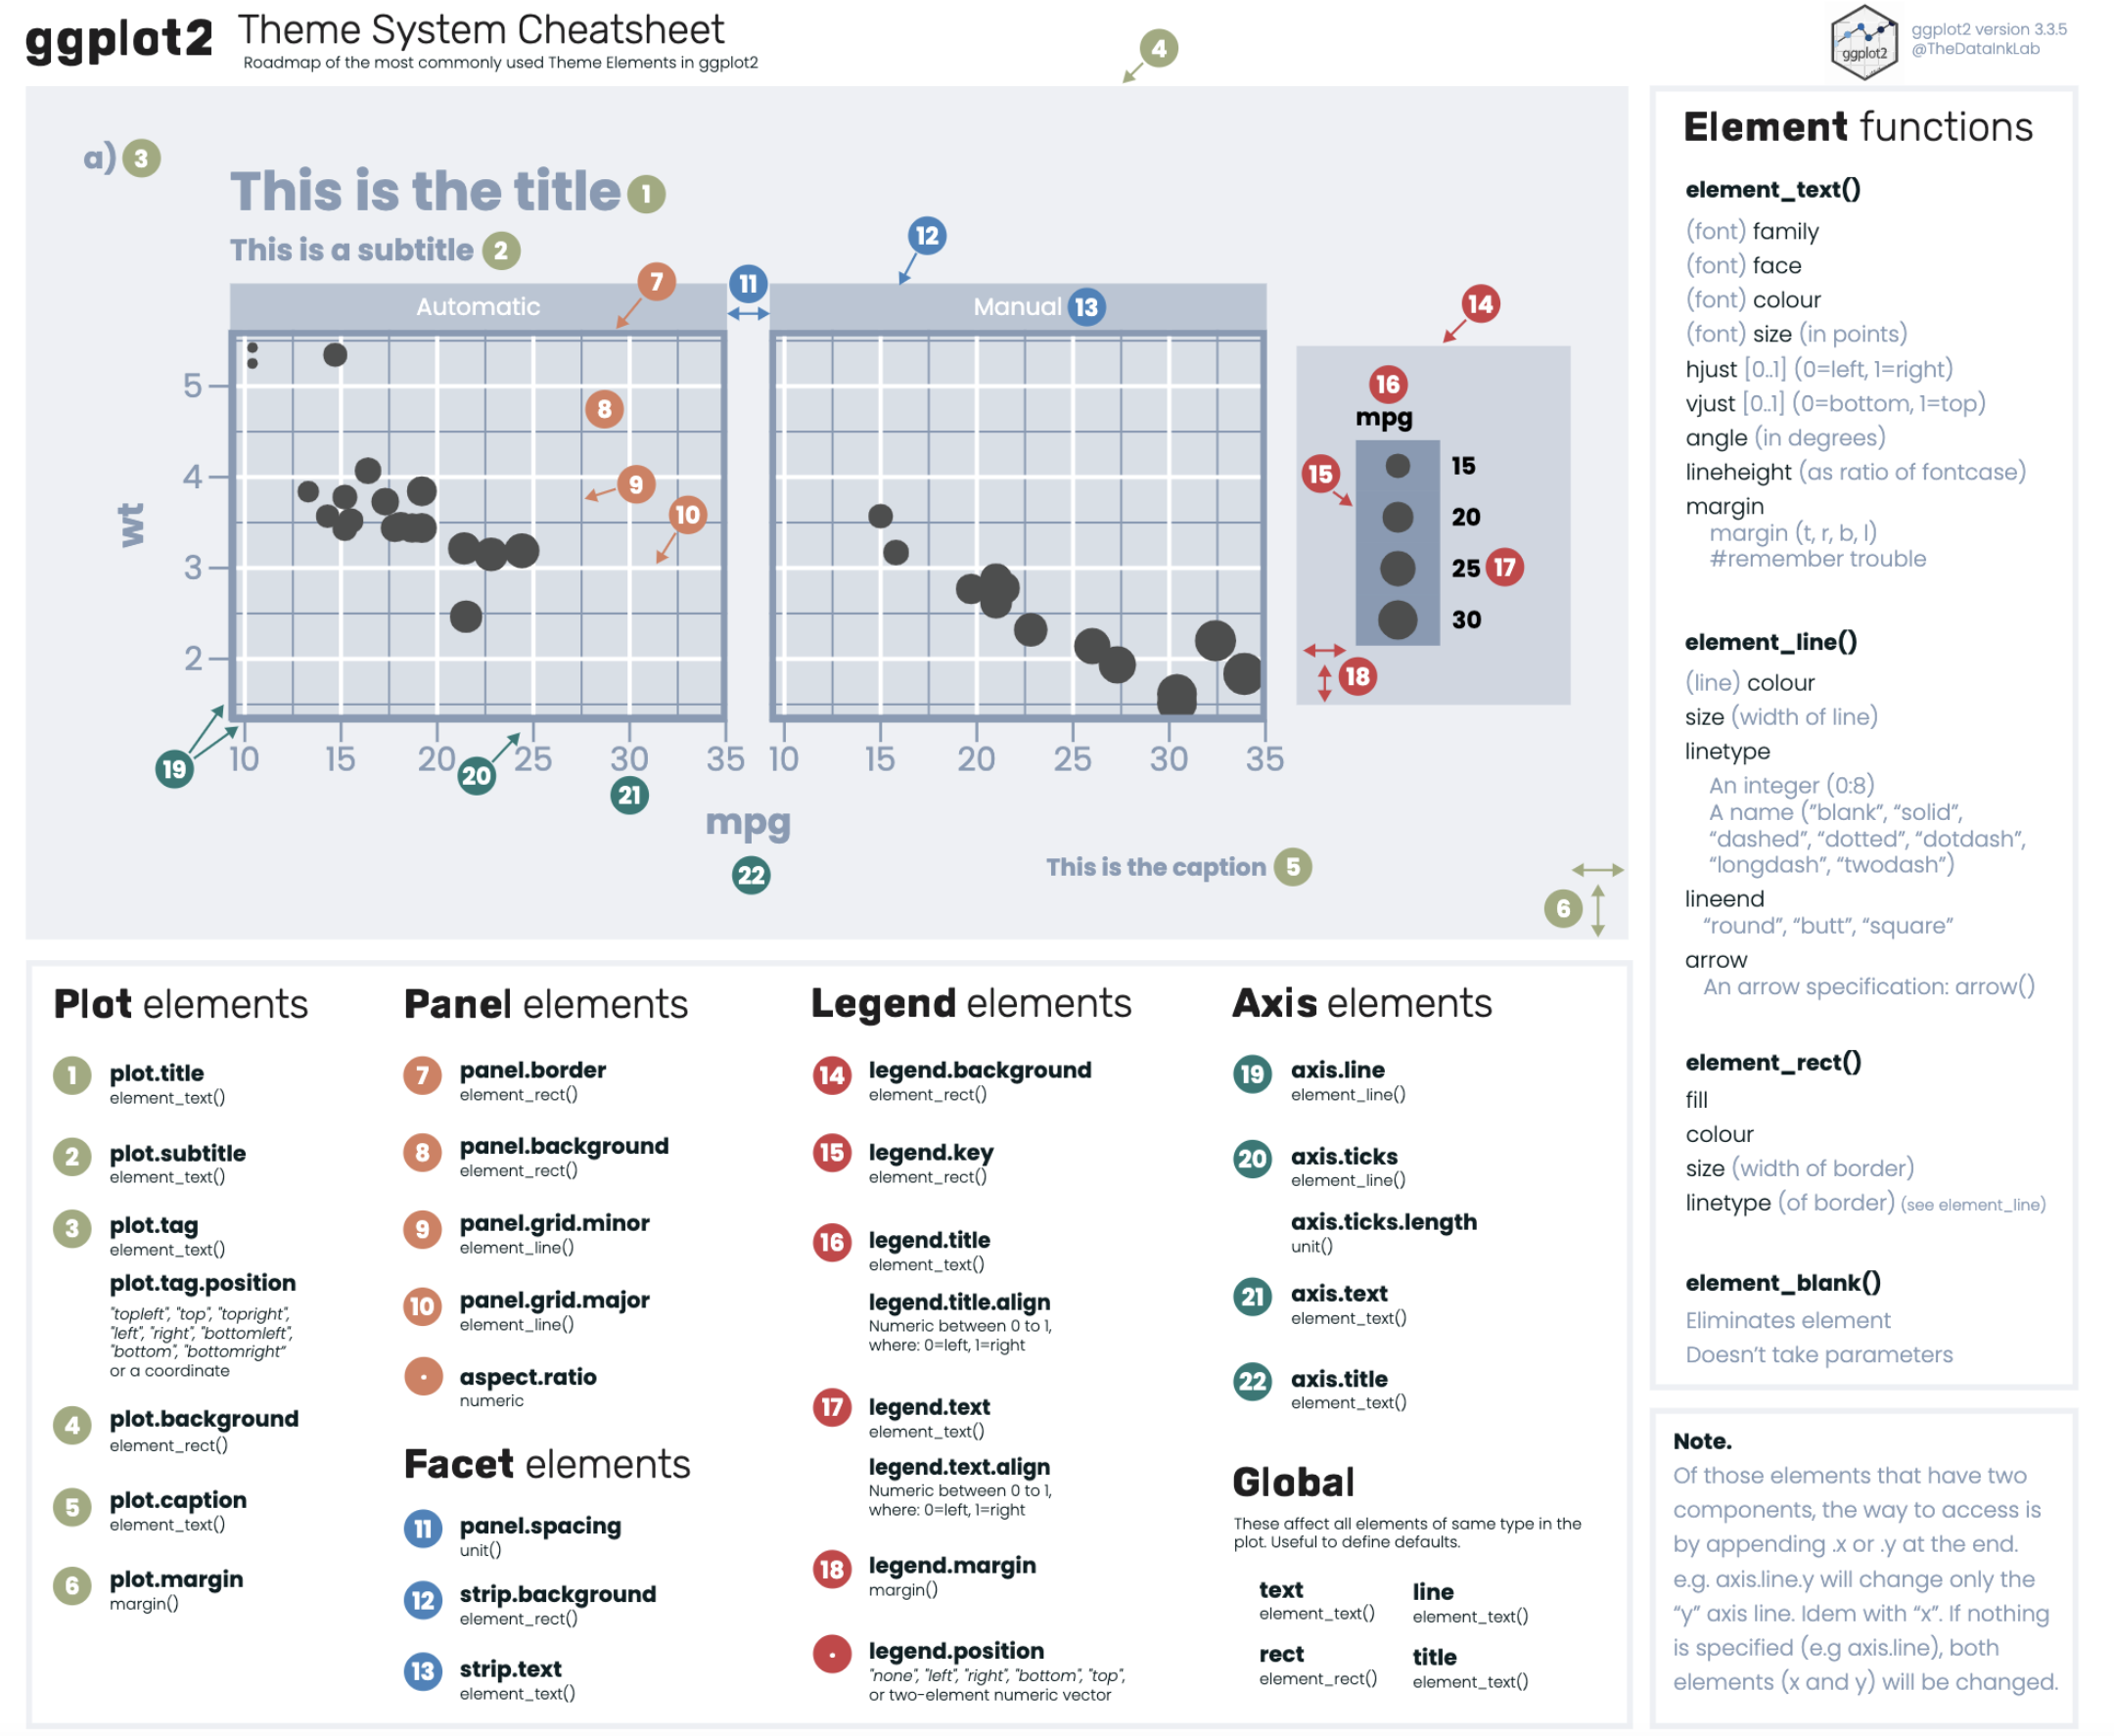 ggplot2 Theme System Cheatsheet
Roadmap of the most commonly used Theme Elements in ggplot2
4
ggplot2
ggplot2 version 3.3.5
@TheDataInkLab
a) 3
This is the title 1
This is a subtitle 2
12
7
11
Automatic
Manual 13
14
5
4
3
2
wt
8
9
10
16
mpg
15
15
20
25 17
30
18
19
10 15 20 25 30 35
10 15 20 25 30 35
20
21
mpg
22
This is the caption 5
6
Plot elements
1 plot.title
element_text()
2 plot.subtitle
element_text()
3 plot.tag
element_text()
plot.tag.position
"topleft", "top", "topright",
"left", "right", "bottomleft",
"bottom", "bottomright"
or a coordinate
4 plot.background
element_rect()
5 plot.caption
element_text()
6 plot.margin
margin()
Panel elements
7 panel.border
element_rect()
8 panel.background
element_rect()
9 panel.grid.minor
element_line()
10 panel.grid.major
element_line()
aspect.ratio
numeric
Facet elements
11 panel.spacing
unit()
12 strip.background
element_rect()
13 strip.text
element_text()
Legend elements
14 legend.background
element_rect()
15 legend.key
element_rect()
16 legend.title
element_text()
legend.title.align
Numeric between 0 to 1,
where: 0=left, 1=right
17 legend.text
element_text()
legend.text.align
Numeric between 0 to 1,
where: 0=left, 1=right
18 legend.margin
margin()
legend.position
"none", "left", "right", "bottom", "top",
or two-element numeric vector
Axis elements
19 axis.line
element_line()
20 axis.ticks
element_line()
axis.ticks.length
unit()
21 axis.text
element_text()
22 axis.title
element_text()
Global
These affect all elements of same type in the
plot. Useful to define defaults.
text
element_text()
line
element_text()
rect
element_rect()
title
element_text()
Element functions
element_text()
(font) family
(font) face
(font) colour
(font) size (in points)
hjust [0..1] (0=left, 1=right)
vjust [0..1] (0=bottom, 1=top)
angle (in degrees)
lineheight (as ratio of fontcase)
margin
margin (t, r, b, l)
#remember trouble
element_line()
(line) colour
size (width of line)
linetype
An integer (0:8)
A name ("blank", "solid",
"dashed", "dotted", "dotdash",
"longdash", "twodash")
lineend
"round", "butt", "square"
arrow
An arrow specification: arrow()
element_rect()
fill
colour
size (width of border)
linetype (of border) (see element_line)
element_blank()
Eliminates element
Doesn't take parameters
Note.
Of those elements that have two
components, the way to access is
by appending .x or .y at the end.
e.g. axis.line.y will change only the
"y" axis line. Idem with "x". If nothing
is specified (e.g axis.line), both
elements (x and y) will be changed.